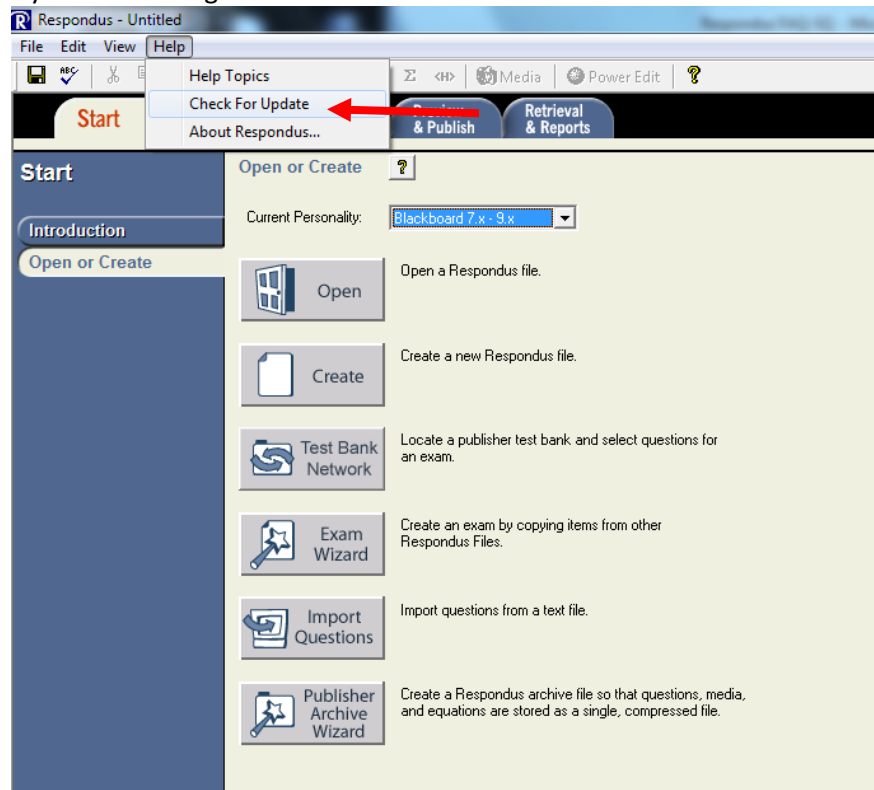 Respondus - Untitled
File Edit View Help
ABC Σ <H> Media Power Edit ?
Help Topics
Check For Update
About Respondus...
Start
& Publish
Retrieval
& Reports
Start
Introduction
Open or Create
Open or Create ?
Current Personality: Blackboard 7.x - 9.x
Open
Open a Respondus file.
Create
Create a new Respondus file.
Test Bank
Network
Locate a publisher test bank and select questions for
an exam.
Exam
Wizard
Create an exam by copying items from other
Respondus Files.
Import
Questions
Import questions from a text file.
Publisher
Archive
Wizard
Create a Respondus archive file so that questions, media,
and equations are stored as a single, compressed file.